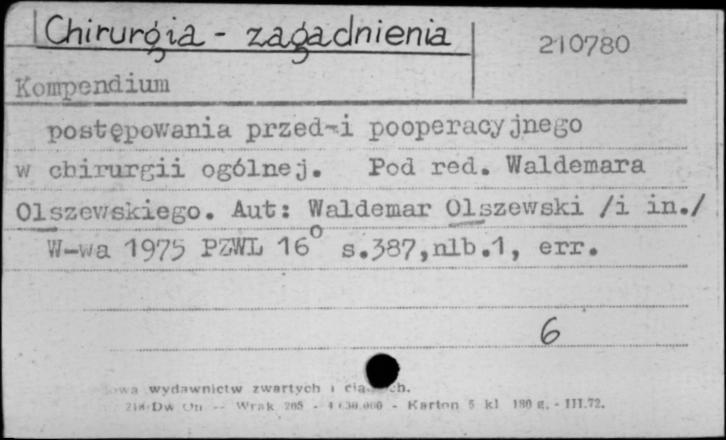 Chirurgia - zagadnienia
210780
Kompendium
postępowania przed-i pooperacyjnego
w chirurgii ogólnej. Pod red. Waldemara
Olszewskiego. Aut: Waldemar Olszewski /i in./
W-wa 1975 PZWL 16° s.387,nlb.1, err.
6
wydawnictw zwartych i
Karton 5 kl 180 g. - III.72.